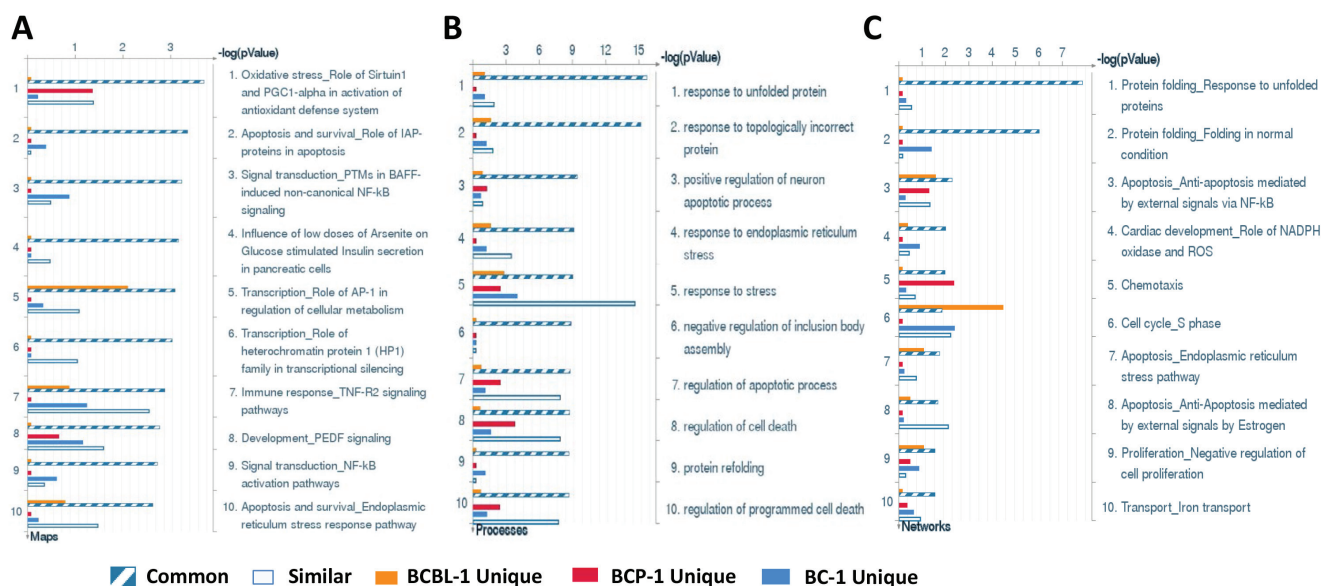 A
-log(pValue)
1 2 3
1 2 3 4 5 6 7 8 9 10
Maps
1. Oxidative stress_Role of Sirtuin1
and PGC1-alpha in activation of
antioxidant defense system
2. Apoptosis and survival_Role of IAP-
proteins in apoptosis
3. Signal transduction_PTMs in BAFF-
induced non-canonical NF-kB
signaling
4. Influence of low doses of Arsenite on
Glucose stimulated Insulin secretion
in pancreatic cells
5. Transcription_Role of AP-1 in
regulation of cellular metabolism
6. Transcription_Role of
heterochromatin protein 1 (HP1)
family in transcriptional silencing
7. Immune response_TNF-R2 signaling
pathways
8. Development_PEDF signaling
9. Signal transduction_NF-kB
activation pathways
10. Apoptosis and survival_Endoplasmic
reticulum stress response pathway
B
-log(pValue)
3 6 9 12 15
1 2 3 4 5 6 7 8 9 10
Processes
1. response to unfolded protein
2. response to topologically incorrect
protein
3. positive regulation of neuron
apoptotic process
4. response to endoplasmic reticulum
stress
5. response to stress
6. negative regulation of inclusion body
assembly
7. regulation of apoptotic process
8. regulation of cell death
9. protein refolding
10. regulation of programmed cell death
C
-log(pValue)
1 2 3 4 5 6 7
1 2 3 4 5 6 7 8 9 10
Networks
1. Protein folding_Response to unfolded
proteins
2. Protein folding_Folding in normal
condition
3. Apoptosis_Anti-apoptosis mediated
by external signals via NF-kB
4. Cardiac development_Role of NADPH
oxidase and ROS
5. Chemotaxis
6. Cell cycle_S phase
7. Apoptosis_Endoplasmic reticulum
stress pathway
8. Apoptosis_Anti-Apoptosis mediated
by external signals by Estrogen
9. Proliferation_Negative regulation of
cell proliferation
10. Transport_Iron transport
Common Similar BCBL-1 Unique BCP-1 Unique BC-1 Unique